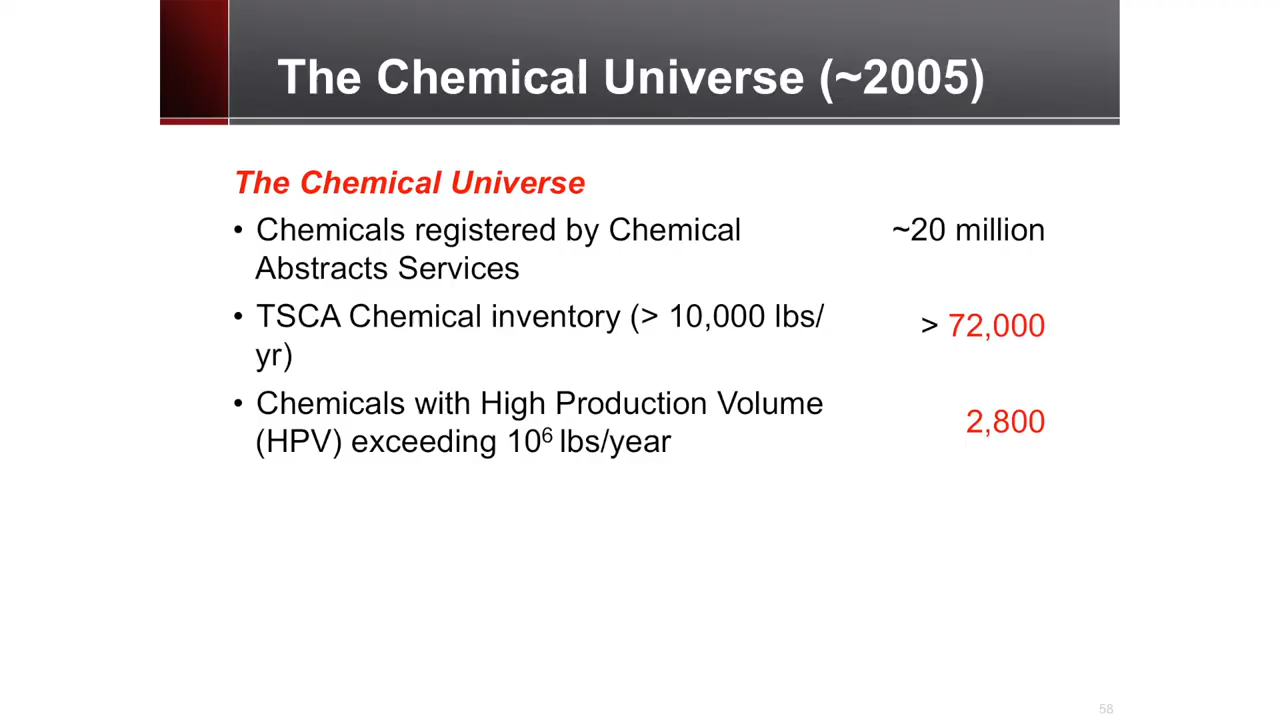 The Chemical Universe (~2005)
The Chemical Universe
• Chemicals registered by Chemical
Abstracts Services
~20 million
• TSCA Chemical inventory (> 10,000 lbs/
yr)
> 72,000
• Chemicals with High Production Volume
(HPV) exceeding 10⁶ lbs/year
2,800
58